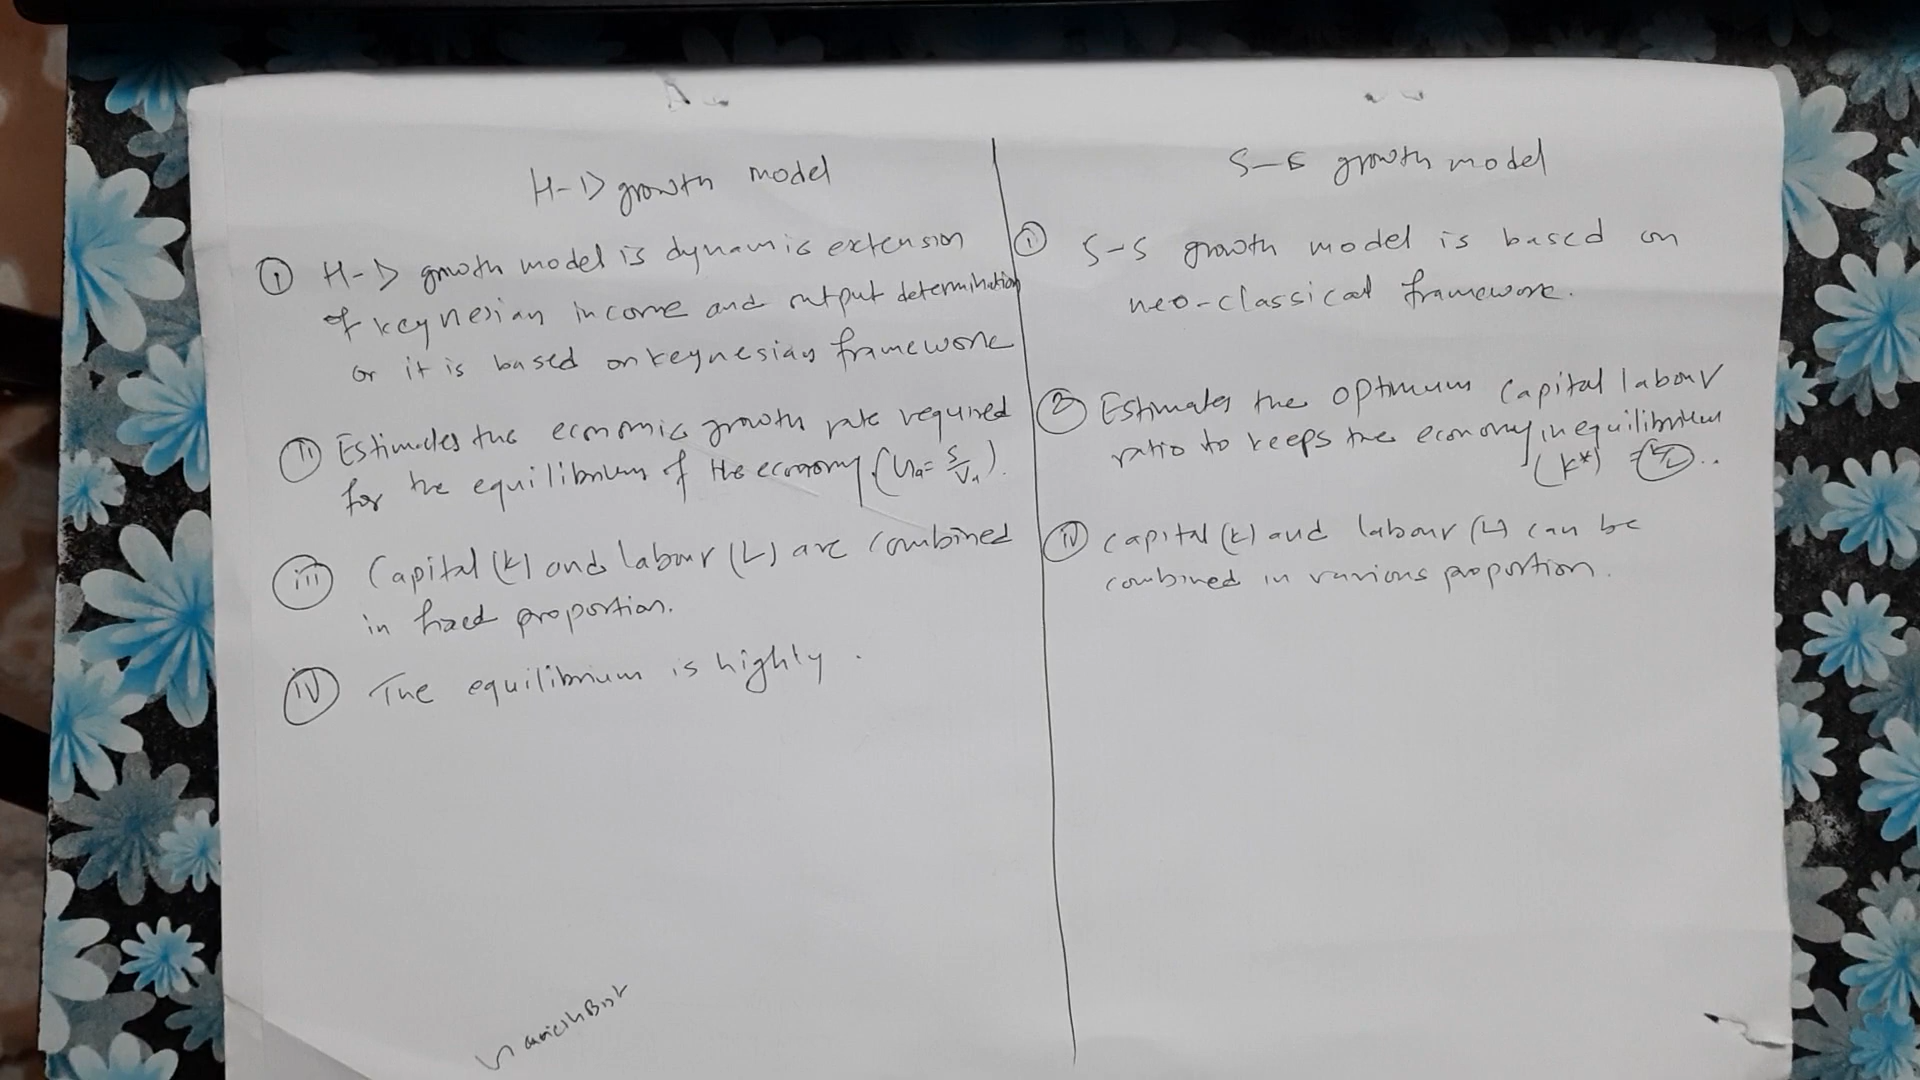 H-D growth model
① H-D growth model is dynamic extension
of keynesian income and output determination
or it is based on keynesian framework
ⅱ Estimates the economic growth rate required
for the equilibrium of the economy
ⅲ Capital (K) and labour (L) are combined
in fixed proportion.
ⅳ The equilibrium is highly .
S-S growth model
① S-S growth model is based on
neo-classical framework.
② Estimates the optimum capital labour
ratio to keeps the economy in equilibrium
(k*)
ⅳ capital (K) and labour (L) can be
combined in various proportion.